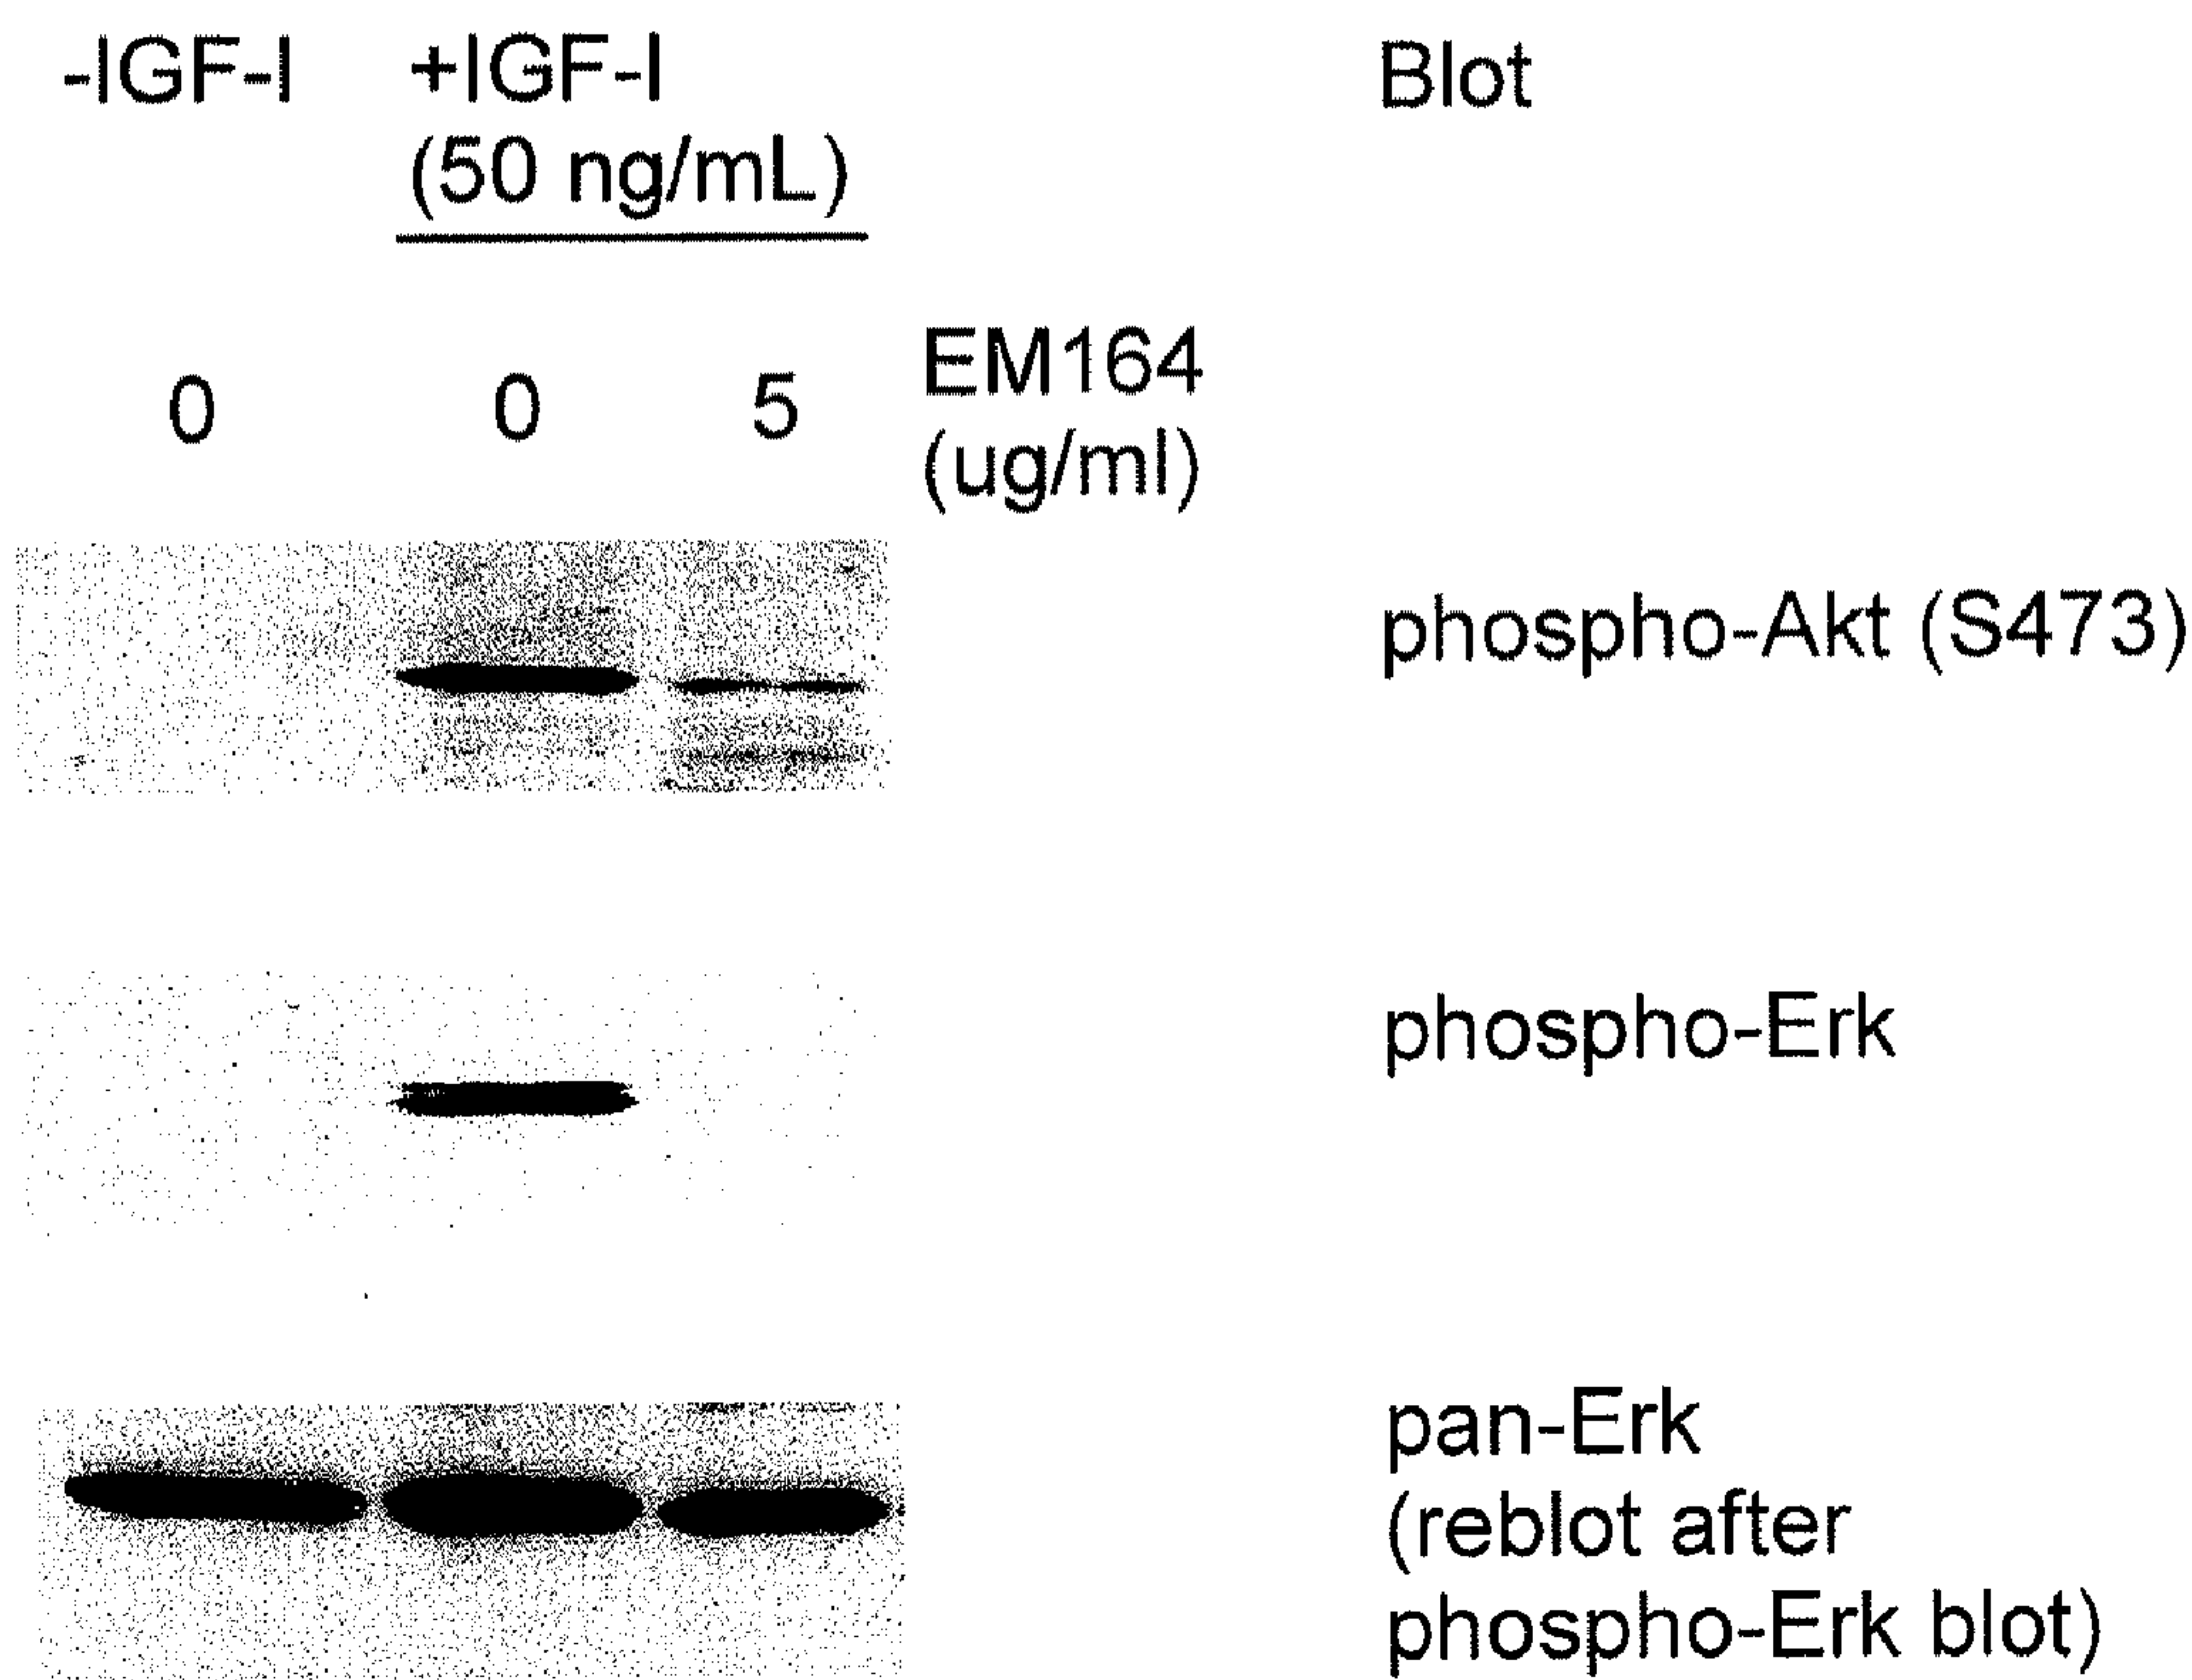 -IGF-I +IGF-I Blot
(50 ng/mL)
0 0 5 EM164
(ug/ml)
phospho-Akt (S473)
phospho-Erk
pan-Erk
(reblot after
phospho-Erk blot)